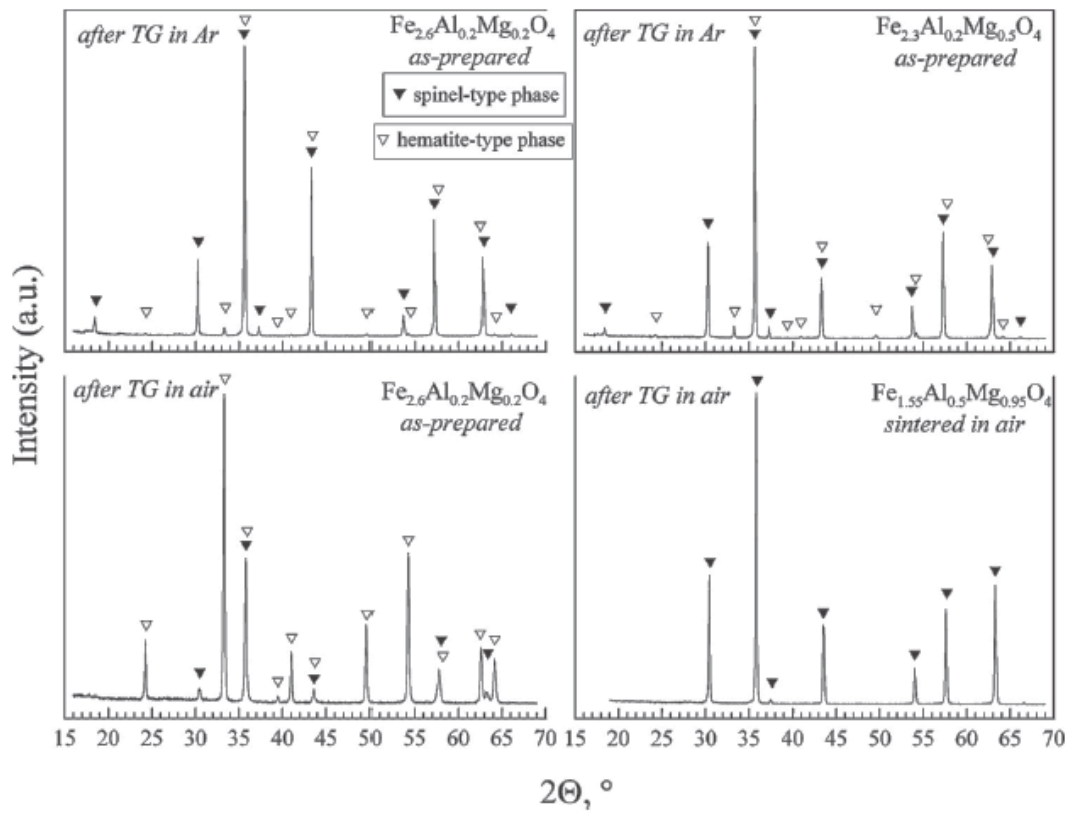 after TG in Ar
Fe2.6Al0.2Mg0.2O4
as-prepared
▼ spinel-type phase
▽ hematite-type phase
after TG in Ar
Fe2.3Al0.2Mg0.5O4
as-prepared
after TG in air
Fe2.6Al0.2Mg0.2O4
as-prepared
after TG in air
Fe1.55Al0.5Mg0.95O4
sintered in air
Intensity (a.u.)
15 20 25 30 35 40 45 50 55 60 65 70
15 20 25 30 35 40 45 50 55 60 65 70
2Θ, °